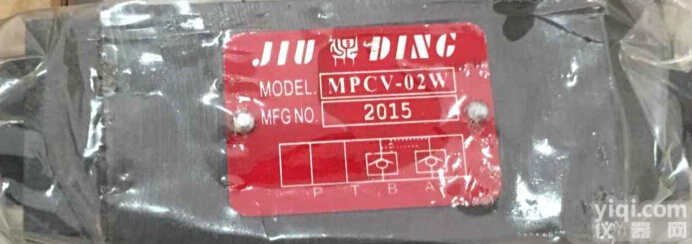 JIU DING
MODEL. MPCV-02W
MFG NO. 2015
P T B A
yiqi.com
仪器网